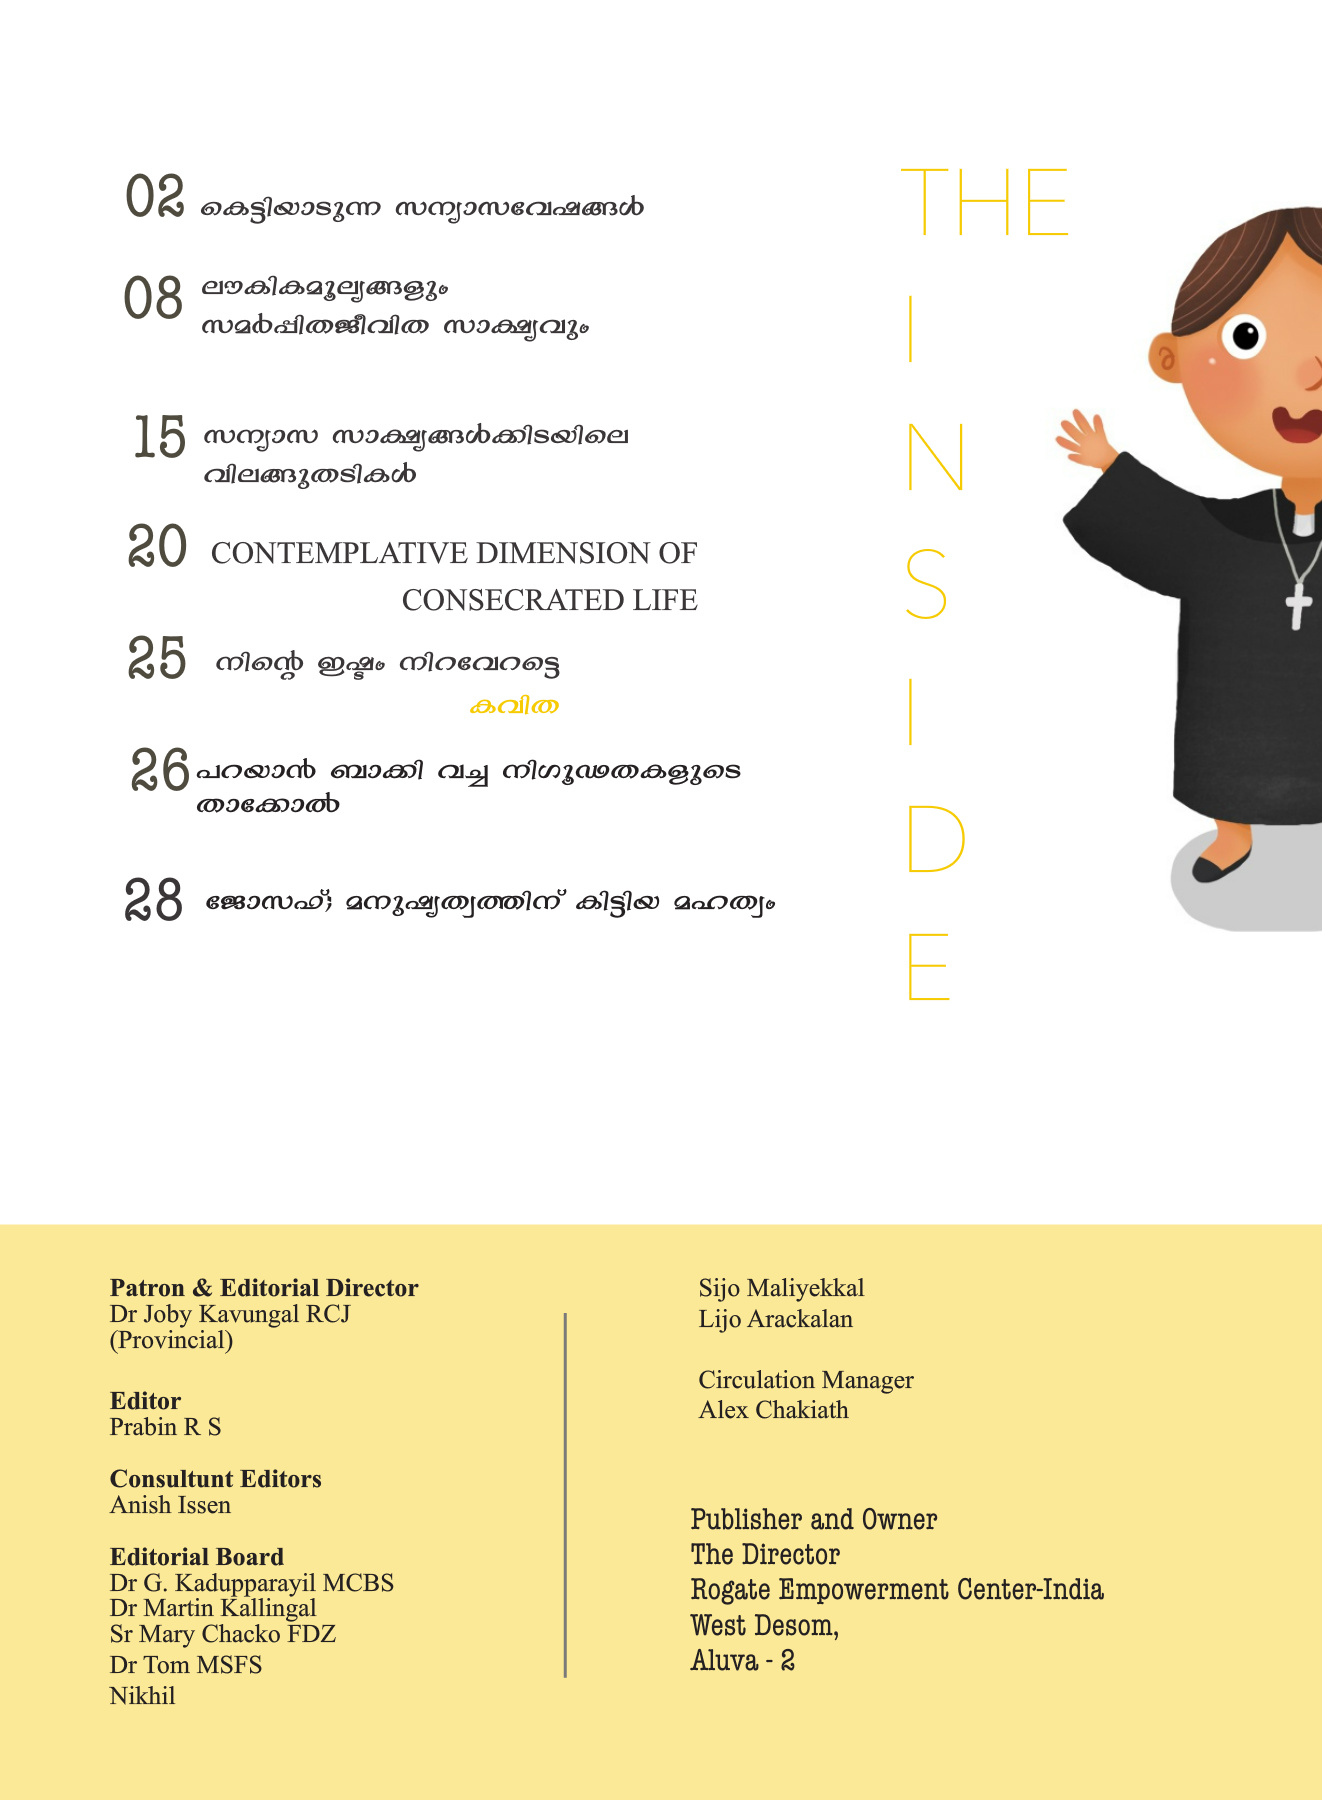 02 കെട്ടിയാടുന്ന സന്യാസവേഷങ്ങൾ
08 ലൗകികമൂല്യങ്ങളും
സമർപ്പിതജീവിത സാക്ഷ്യവും
15 സന്യാസ സാക്ഷ്യങ്ങൾക്കിടയിലെ
വിലങ്ങുതടികൾ
20 CONTEMPLATIVE DIMENSION OF
CONSECRATED LIFE
25 നിന്റെ ഇഷ്ടം നിറവേറട്ടെ
കവിത
26 പറയാൻ ബാക്കി വച്ച നിഗൂഢതകളുടെ
താക്കോൽ
28 ജോസഫ്; മനുഷ്യത്വത്തിന് കിട്ടിയ മഹത്വം
THE
I
N
S
I
D
E
Patron & Editorial Director
Dr Joby Kavungal RCJ
(Provincial)
Editor
Prabin R S
Consultunt Editors
Anish Issen
Editorial Board
Dr G. Kadupparayil MCBS
Dr Martin Kallingal
Sr Mary Chacko FDZ
Dr Tom MSFS
Nikhil
Sijo Maliyekkal
Lijo Arackalan
Circulation Manager
Alex Chakiath
Publisher and Owner
The Director
Rogate Empowerment Center-India
West Desom,
Aluva - 2